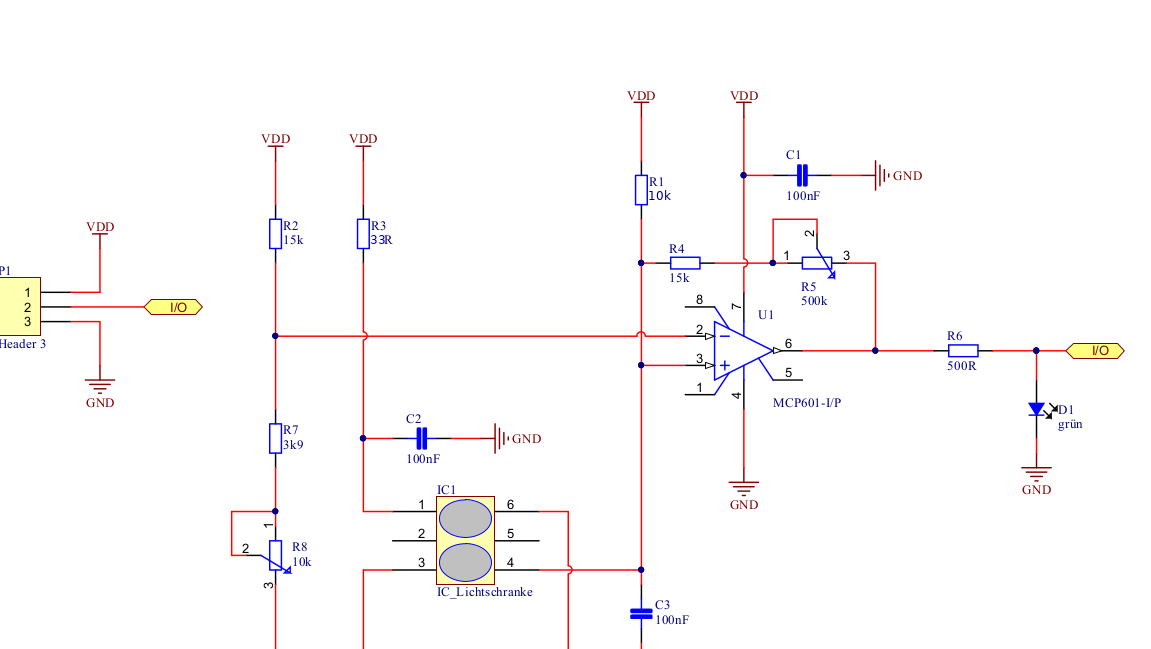 VDD
VDD
C1
GND
100nF
R1
10k
VDD
VDD
R2
15k
R3
33R
VDD
P1
1
2
3
I/O
Header 3
GND
R4
15k
2
1
3
R5
500k
8
7
U1
2
3
1
4
6
5
MCP601-I/P
GND
R6
500R
I/O
D1
grün
GND
R7
3k9
C2
GND
100nF
IC1
1
2
3
6
5
4
IC_Lichtschranke
1
2
3
R8
10k
C3
100nF